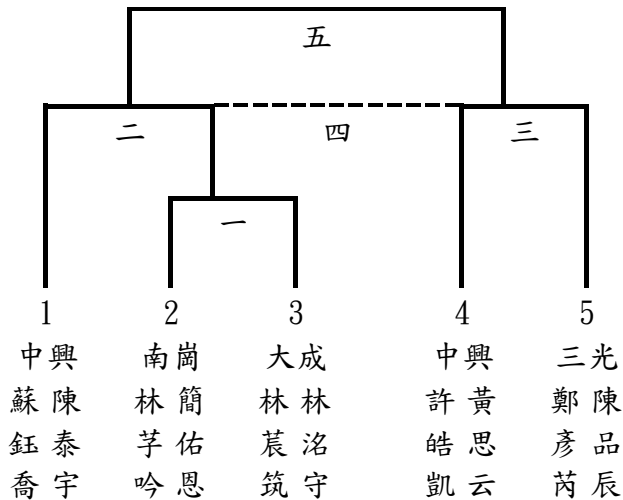 五
二 四 三
一
1 2 3 4 5
中興 南崗 大成 中興 三光
蘇 陳 林 簡 林 林 許 黃 鄭 陳
鈺 泰 芓 佑 莀 洺 皓 思 彥 品
喬 宇 吟 恩 筑 守 凱 云 芮 辰